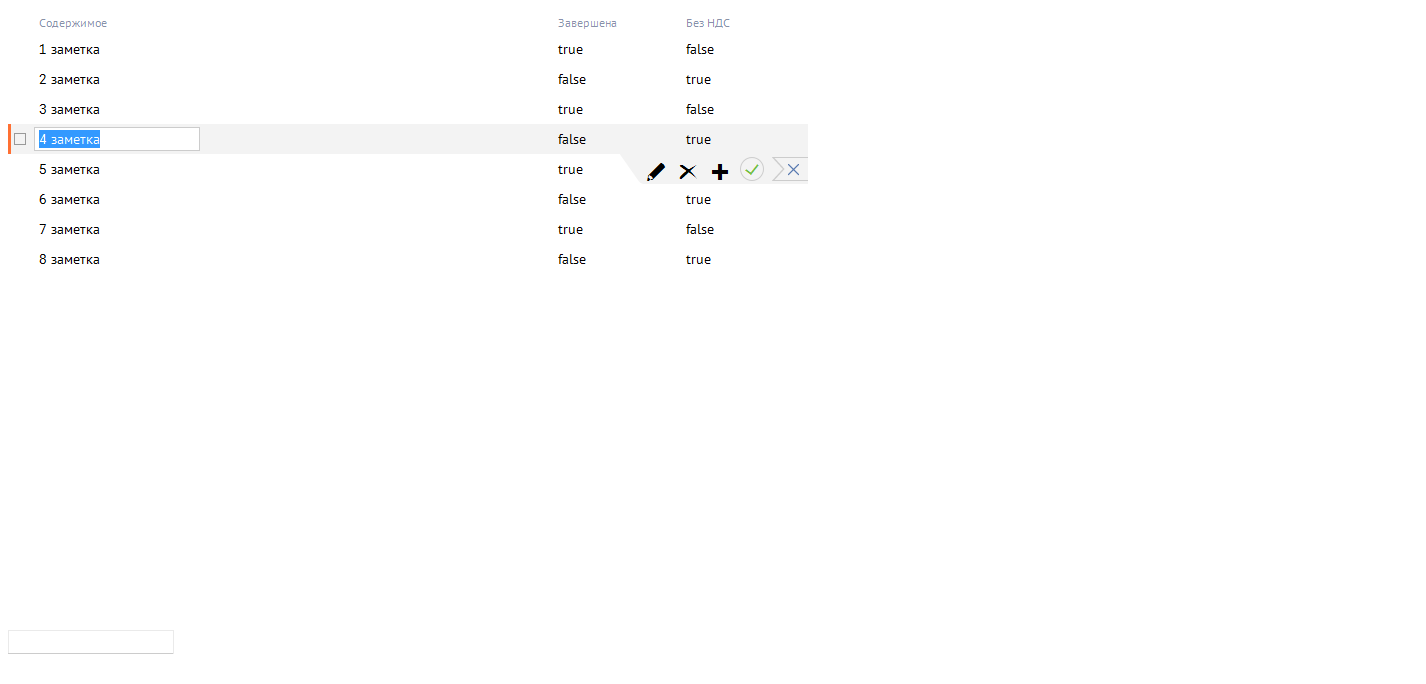 Содержимое Завершена Без НДС
1 заметка true false
2 заметка false true
3 заметка true false
4 заметка false true
5 заметка true
6 заметка false true
7 заметка true false
8 заметка false true